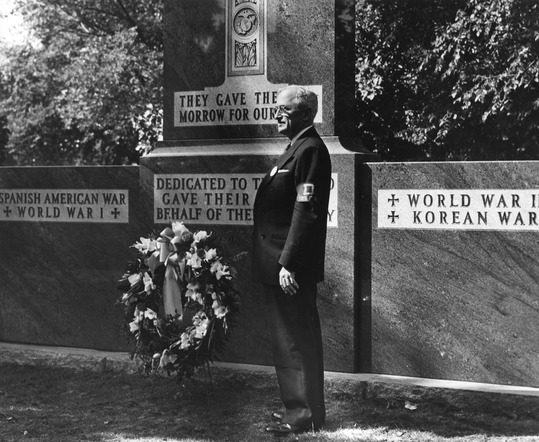 THEY GAVE THE
MORROW FOR OUR
SPANISH AMERICAN WAR
WORLD WAR I
DEDICATED TO
GAVE THEIR
BEHALF OF
WORLD WAR II
KOREAN WAR